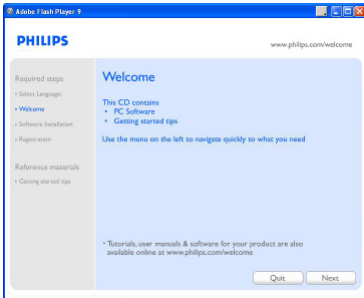 Adobe Flash Player 9
PHILIPS
www.philips.com/welcome
Required steps
› Select Language
› Welcome
› Software Installation
› Registration
Reference materials
› Getting started tips
Welcome
This CD contains
• PC Software
• Getting started tips
Use the menu on the left to navigate quickly to what you need
* Tutorials, user manuals & software for your product are also
available online at www.philips.com/welcome
Quit
Next